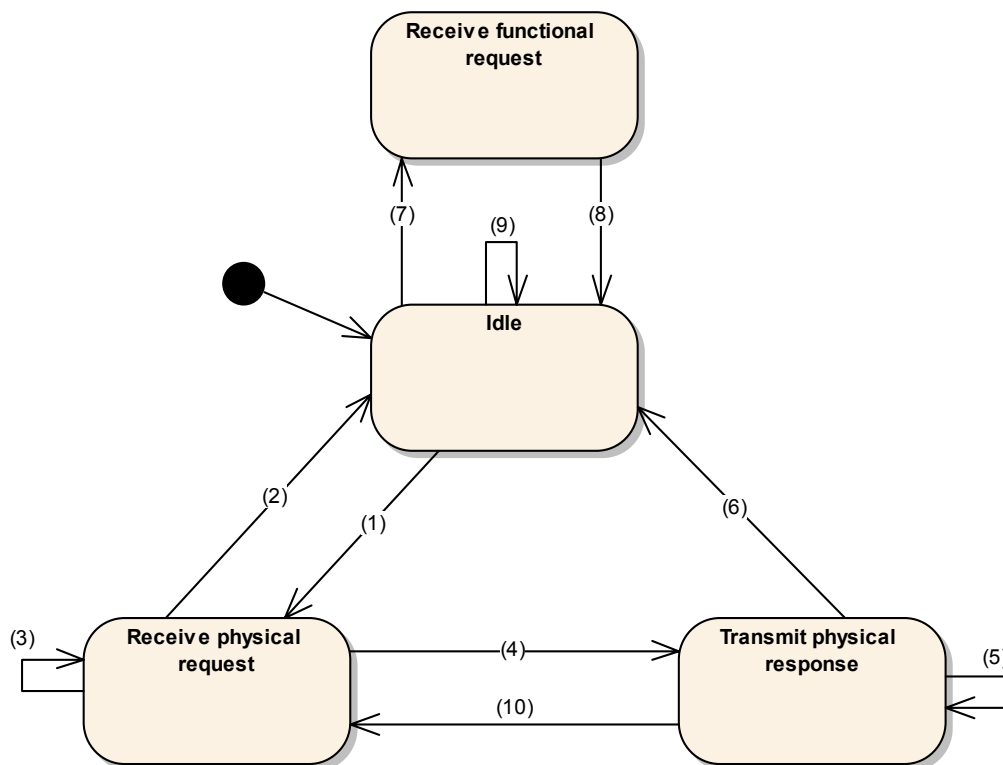 Receive functional
request
(7)
(8)
(9)
Idle
(2)
(1)
(6)
(3)
Receive physical
request
(4)
(10)
Transmit physical
response
(5)